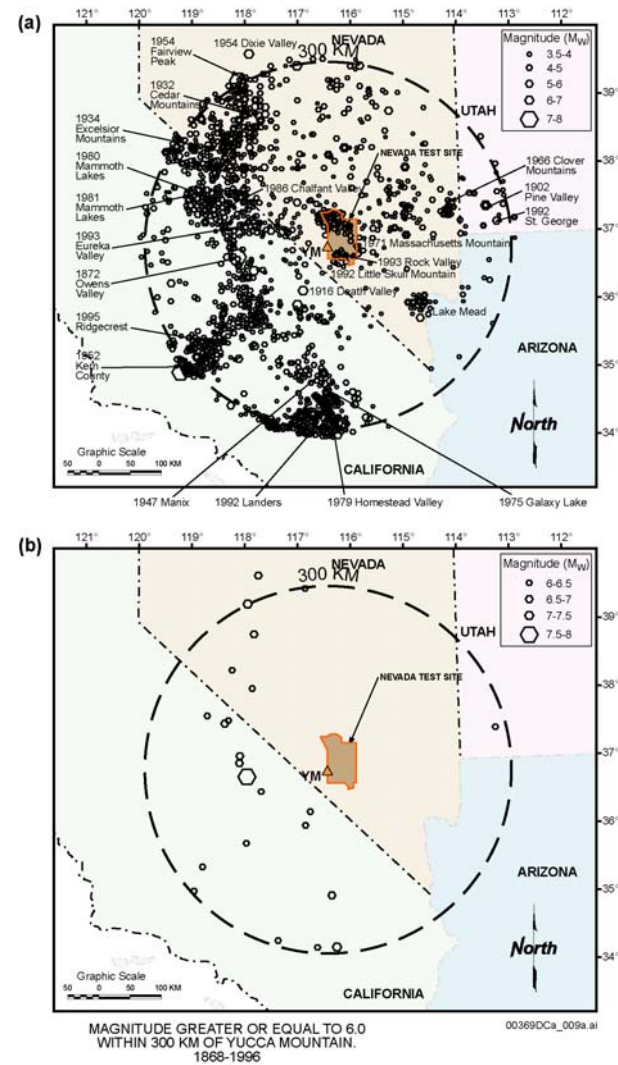 (a)
121° 120° 119° 118° 117° 116° 115° 114° 113° 112°
1954
Fairview
Peak
1954 Dixie Valley
NEVADA
300 KM
Magnitude (Mw)
3.5-4
4-5
5-6
6-7
7-8
1932
Cedar
Mountains
39°
UTAH
1934
Excelsior
Mountains
NEVADA TEST SITE
38°
1966 Clover
Mountains
1980
Mammoth
Lakes
1986 Chalfant Valley
1902
Pine Valley
1981
Mammoth
Lakes
1992
St. George
37°
1993
Eureka
Valley
YM
1971 Massachusetts Mountain
1993 Rock Valley
1992 Little Skull Mountain
1872
Owens
Valley
1916 Death Valley
36°
Lake Mead
1995
Ridgecrest
ARIZONA
1952
Kern
County
35°
North
34°
Graphic Scale
50 0 50 100 KM
CALIFORNIA
1947 Manix
1992 Landers
1979 Homestead Valley
1975 Galaxy Lake
(b)
121° 120° 119° 118° 117° 116° 115° 114° 113° 112°
NEVADA
300 KM
Magnitude (Mw)
6-6.5
6.5-7
7-7.5
7.5-8
39°
UTAH
38°
NEVADA TEST SITE
37°
YM
36°
ARIZONA
35°
North
34°
Graphic Scale
50 0 50 100 KM
CALIFORNIA
MAGNITUDE GREATER OR EQUAL TO 6.0
WITHIN 300 KM OF YUCCA MOUNTAIN.
1868-1996
00369DCa_009a.ai